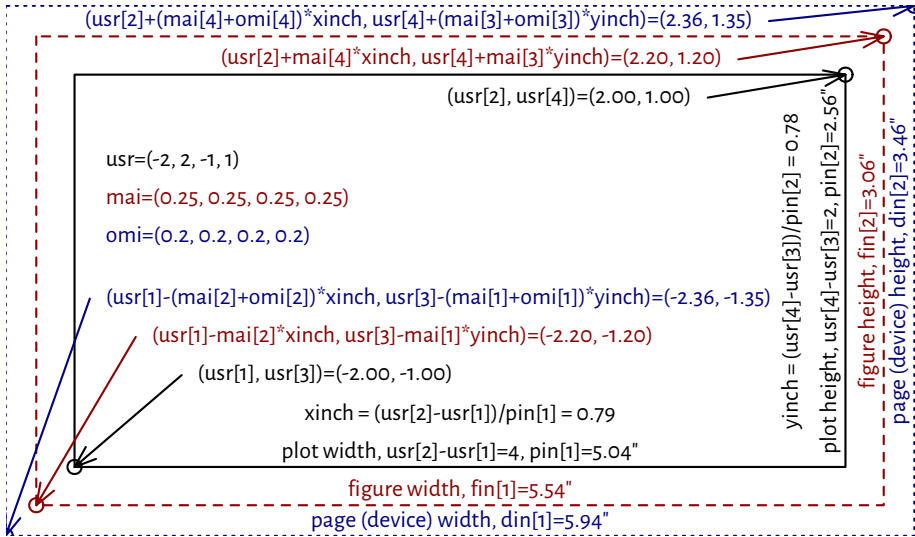 (usr[2]+(mai[4]+omi[4])*xinch, usr[4]+(mai[3]+omi[3])*yinch)=(2.36, 1.35)
(usr[2]+mai[4]*xinch, usr[4]+mai[3]*yinch)=(2.20, 1.20)
(usr[2], usr[4])=(2.00, 1.00)
usr=(-2, 2, -1, 1)
mai=(0.25, 0.25, 0.25, 0.25)
omi=(0.2, 0.2, 0.2, 0.2)
(usr[1]-(mai[2]+omi[2])*xinch, usr[3]-(mai[1]+omi[1])*yinch)=(-2.36, -1.35)
(usr[1]-mai[2]*xinch, usr[3]-mai[1]*yinch)=(-2.20, -1.20)
(usr[1], usr[3])=(-2.00, -1.00)
xinch = (usr[2]-usr[1])/pin[1] = 0.79
plot width, usr[2]-usr[1]=4, pin[1]=5.04"
figure width, fin[1]=5.54"
page (device) width, din[1]=5.94"
yinch = (usr[4]-usr[3])/pin[2] = 0.78
plot height, usr[4]-usr[3]=2, pin[2]=2.56"
figure height, fin[2]=3.06"
page (device) height, din[2]=3.46"